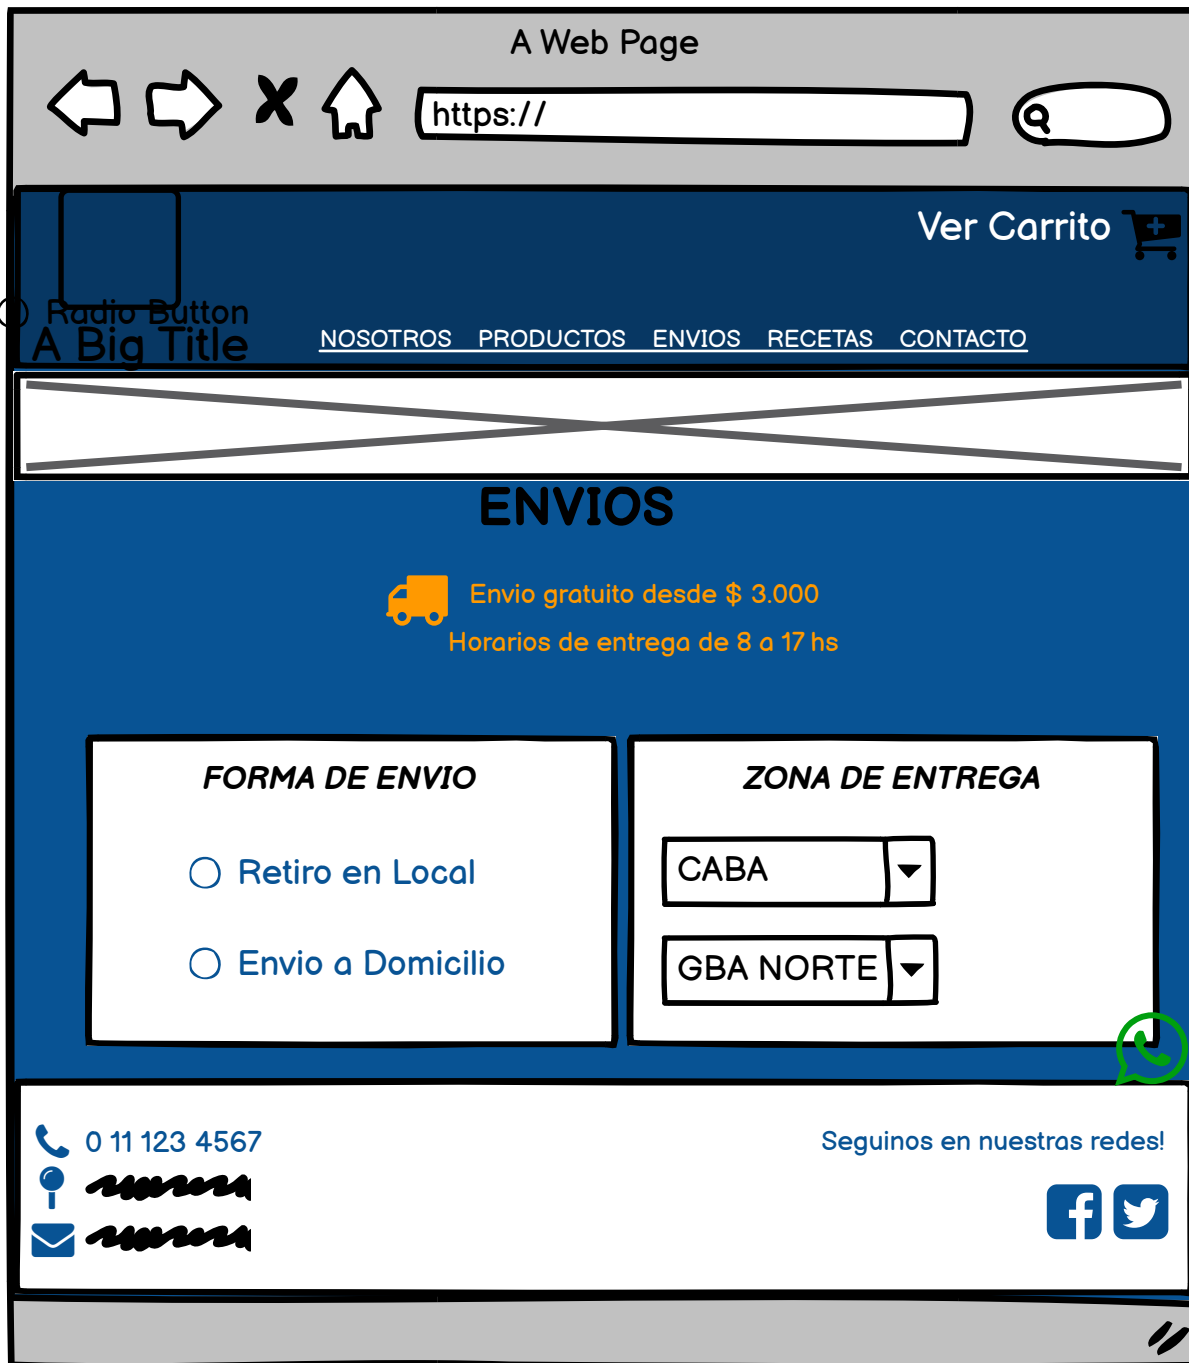 A Web Page
https://
Ver Carrito
Radio Button
A Big Title
NOSOTROS PRODUCTOS ENVIOS RECETAS CONTACTO
ENVIOS
Envio gratuito desde $ 3.000
Horarios de entrega de 8 a 17 hs
FORMA DE ENVIO
Retiro en Local
Envio a Domicilio
ZONA DE ENTREGA
CABA
GBA NORTE
0 11 123 4567
Seguinos en nuestras redes!